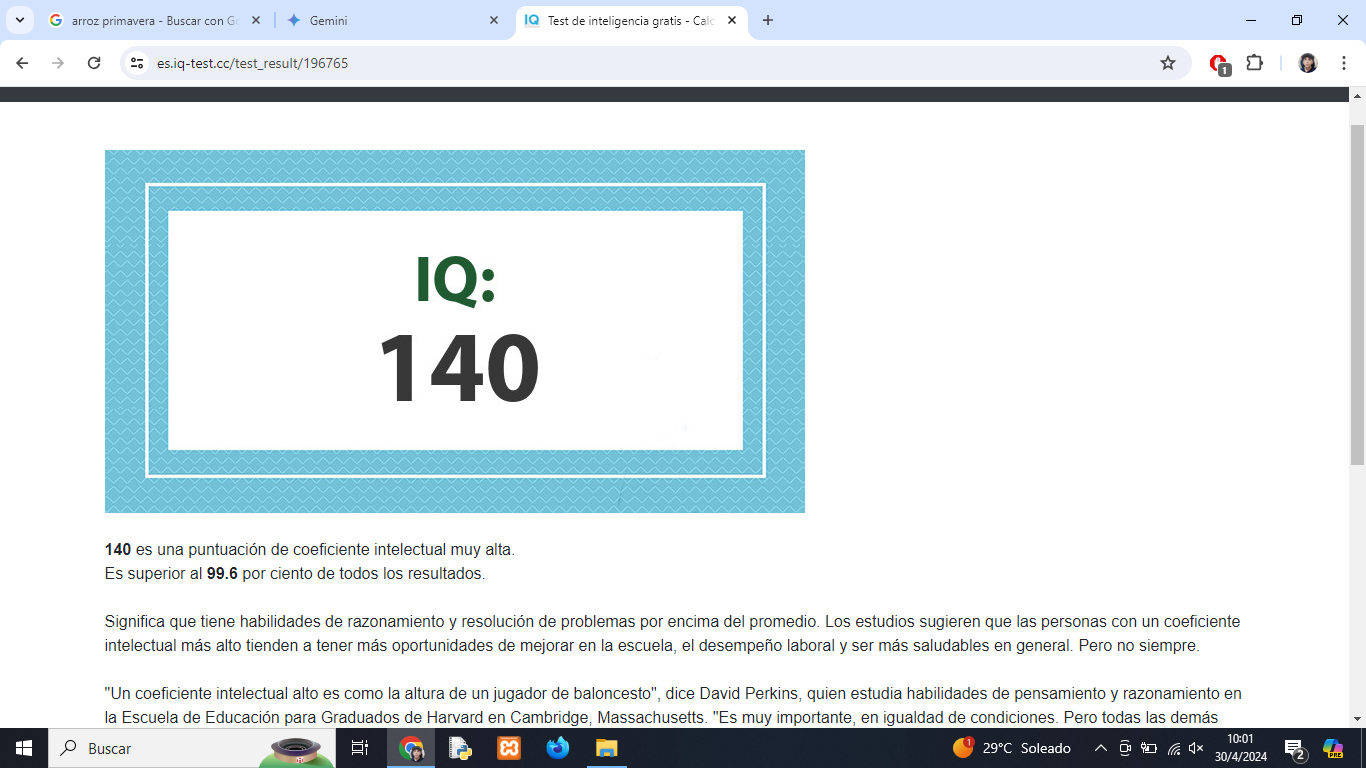 arroz primavera - Buscar con Go
Gemini
IQ Test de inteligencia gratis - Calc
es.iq-test.cc/test_result/196765
1
IQ:
140
140 es una puntuación de coeficiente intelectual muy alta.
Es superior al 99.6 por ciento de todos los resultados.
Significa que tiene habilidades de razonamiento y resolución de problemas por encima del promedio. Los estudios sugieren que las personas con un coeficiente
intelectual más alto tienden a tener más oportunidades de mejorar en la escuela, el desempeño laboral y ser más saludables en general. Pero no siempre.
"Un coeficiente intelectual alto es como la altura de un jugador de baloncesto", dice David Perkins, quien estudia habilidades de pensamiento y razonamiento en
la Escuela de Educación para Graduados de Harvard en Cambridge, Massachusetts. "Es muy importante, en igualdad de condiciones. Pero todas las demás
Buscar
1
29°C Soleado
10:01
30/4/2024
2
PRE